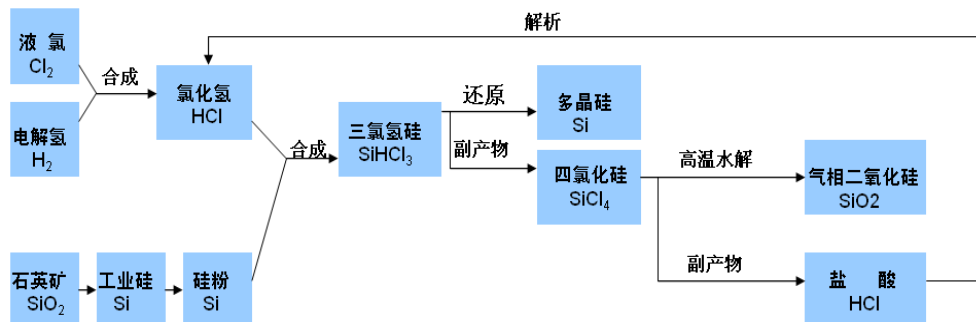 解析
液 氯
Cl₂
合成
氯化氢
HCl
电解氢
H₂
还原
多晶硅
Si
三氯氢硅
SiHCl₃
合成
副产物
四氯化硅
SiCl₄
高温水解
气相二氧化硅
SiO2
石英矿
SiO₂
工业硅
Si
硅粉
Si
副产物
盐 酸
HCl